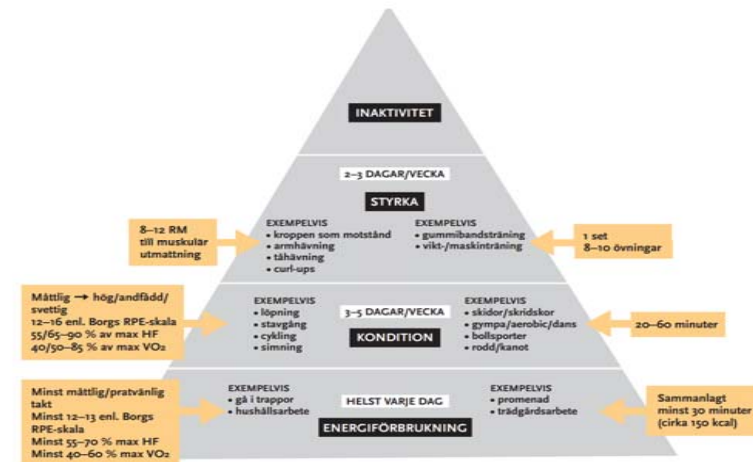 INAKTIVITET
2–3 DAGAR/VECKA
STYRKA
8–12 RM
till muskulär
utmattning
EXEMPELVIS
• kroppen som motstånd
• armhävning
• tåhävning
• curl-ups
EXEMPELVIS
• gummibandsträning
• vikt-/maskinträning
1 set
8–10 övningar
Måttlig → hög/andfådd/
svettig
12–16 enl. Borgs RPE-skala
55/65–90 % av max HF
40/50–85 % av max VO₂
EXEMPELVIS
• löpning
• stavgång
• cykling
• simning
3–5 DAGAR/VECKA
KONDITION
EXEMPELVIS
• skidor/skridskor
• gympa/aerobic/dans
• bollsporter
• rodd/kanot
20–60 minuter
Minst måttlig/pratvänlig
takt
Minst 12–13 enl. Borgs
RPE-skala
Minst 55–70 % max HF
Minst 40–60 % max VO₂
EXEMPELVIS
• gå i trappor
• hushållsarbete
HELST VARJE DAG
ENERGIFÖRBRUKNING
EXEMPELVIS
• promenad
• trädgårdsarbete
Sammanlagt
minst 30 minuter
(cirka 150 kcal)